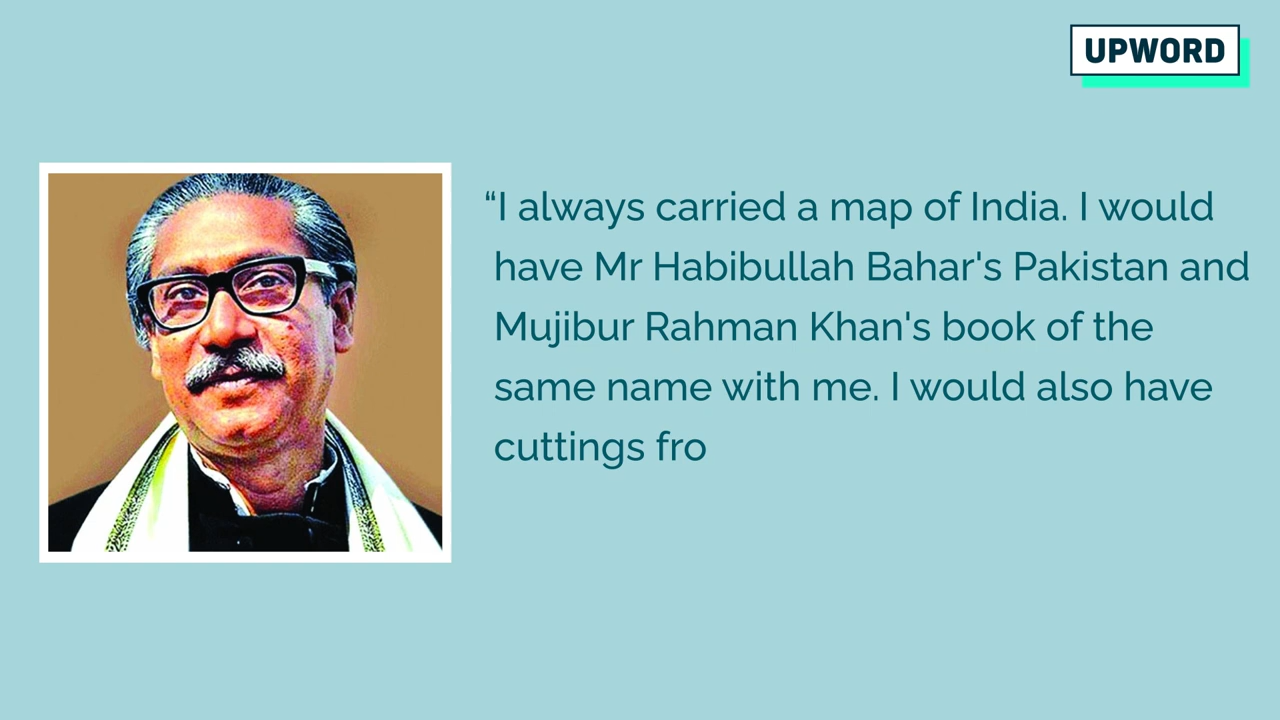 UPWORD
“I always carried a map of India. I would
have Mr Habibullah Bahar's Pakistan and
Mujibur Rahman Khan's book of the
same name with me. I would also have
cuttings fro